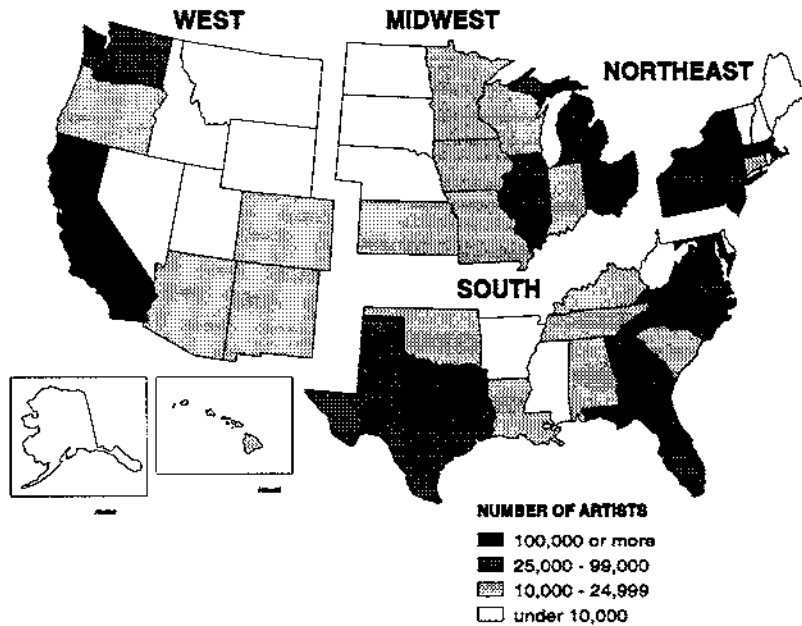 WEST
MIDWEST
NORTHEAST
SOUTH
NUMBER OF ARTISTS
100,000 or more
25,000 - 99,000
10,000 - 24,999
under 10,000